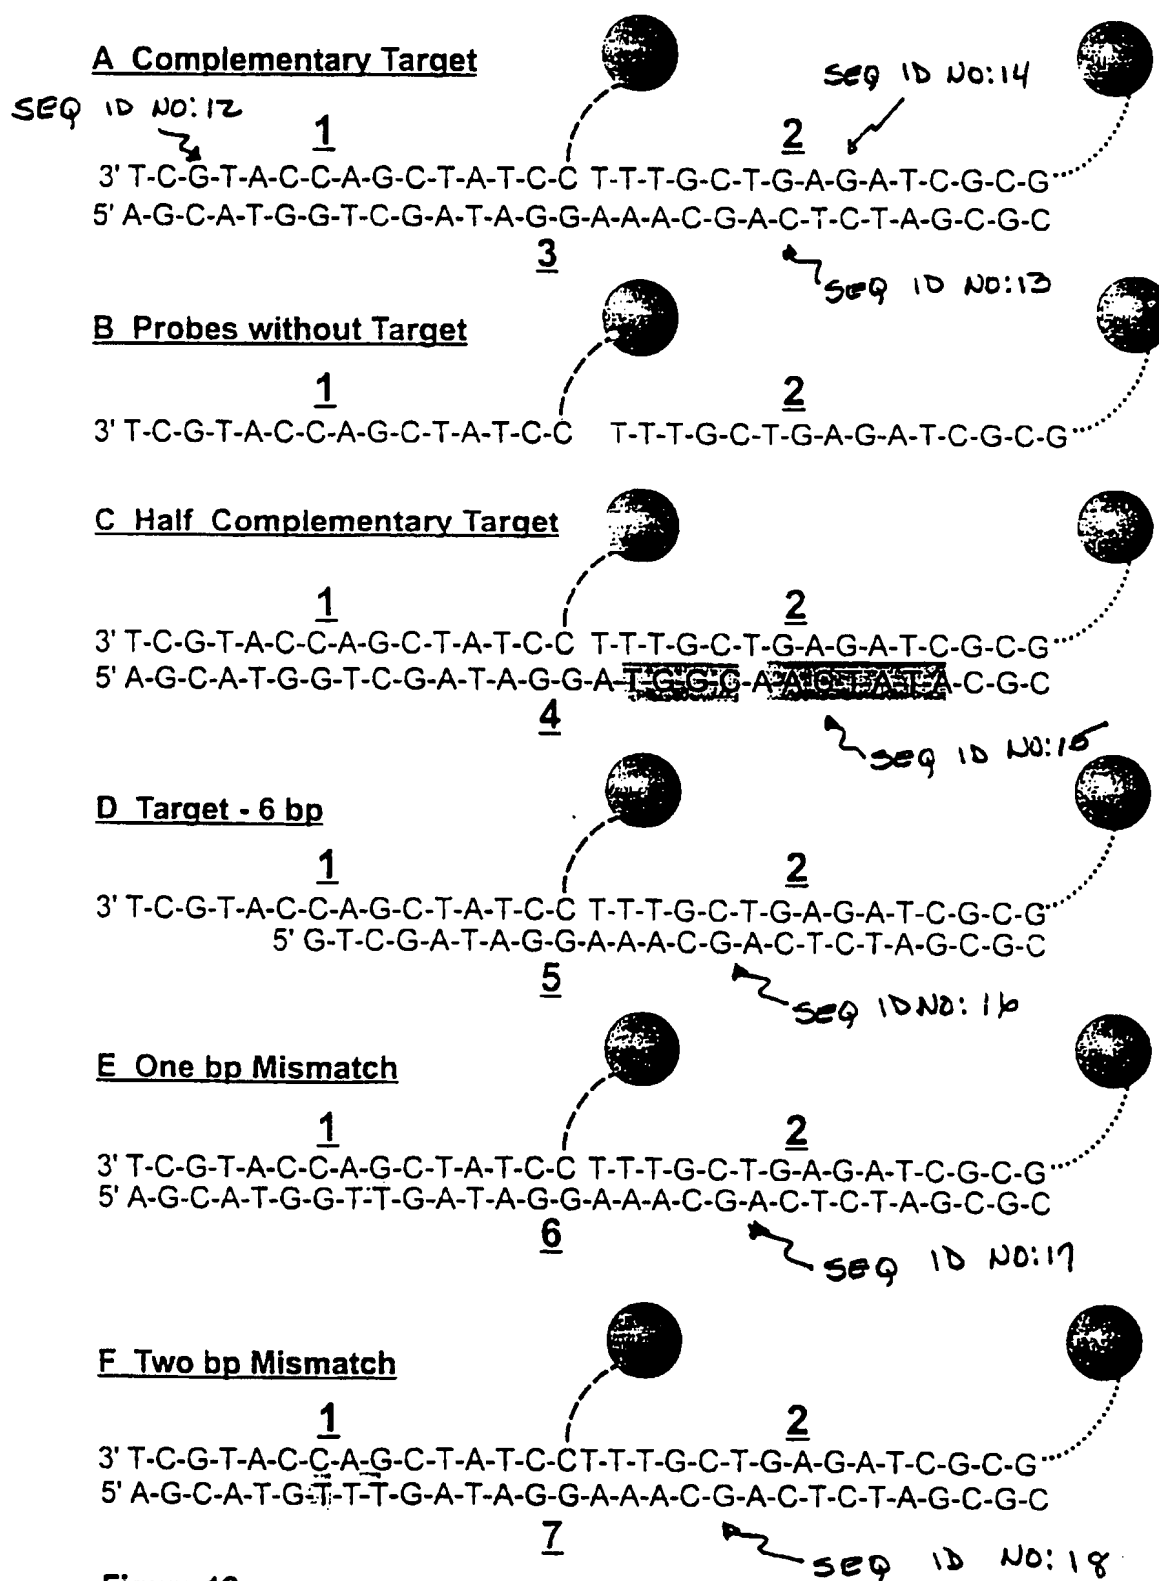 A Complementary Target
SEQ ID NO:14
SEQ ID NO:12
1 2
3' T-C-G-T-A-C-C-A-G-C-T-A-T-C-C T-T-T-G-C-T-G-A-G-A-T-C-G-C-G
5' A-G-C-A-T-G-G-T-C-G-A-T-A-G-G-A-A-A-C-G-A-C-T-C-T-A-G-C-G-C
3
SEQ ID NO:13
B Probes without Target
1 2
3' T-C-G-T-A-C-C-A-G-C-T-A-T-C-C T-T-T-G-C-T-G-A-G-A-T-C-G-C-G
C Half Complementary Target
1 2
3' T-C-G-T-A-C-C-A-G-C-T-A-T-C-C T-T-T-G-C-T-G-A-G-A-T-C-G-C-G
5' A-G-C-A-T-G-G-T-C-G-A-T-A-G-G-A-T-G-G-C-A-A-C-T-A-T-A-C-G-C
4
SEQ ID NO:15
D Target - 6 bp
1 2
3' T-C-G-T-A-C-C-A-G-C-T-A-T-C-C T-T-T-G-C-T-G-A-G-A-T-C-G-C-G
5' G-T-C-G-A-T-A-G-G-A-A-A-C-G-A-C-T-C-T-A-G-C-G-C
5
SEQ ID NO: 16
E One bp Mismatch
1 2
3' T-C-G-T-A-C-C-A-G-C-T-A-T-C-C T-T-T-G-C-T-G-A-G-A-T-C-G-C-G
5' A-G-C-A-T-G-G-T-T-G-A-T-A-G-G-A-A-A-C-G-A-C-T-C-T-A-G-C-G-C
6
SEQ ID NO:17
F Two bp Mismatch
1 2
3' T-C-G-T-A-C-C-A-G-C-T-A-T-C-C-T-T-T-G-C-T-G-A-G-A-T-C-G-C-G
5' A-G-C-A-T-G-T-T-T-G-A-T-A-G-G-A-A-A-C-G-A-C-T-C-T-A-G-C-G-C
7
SEQ ID NO: 18